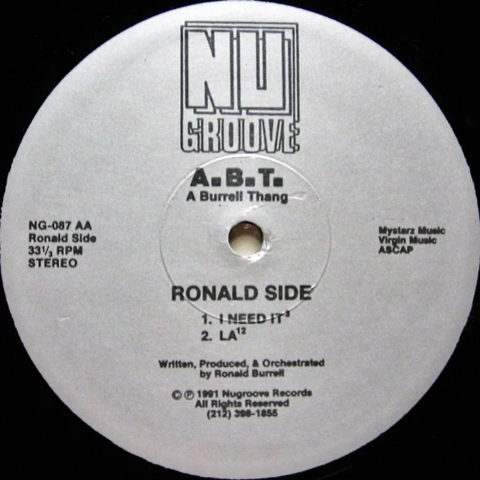 NU
GROOVE
A.B.T.
A Burrell Thang
NG-087 AA
Ronald Side
33⅓ RPM
STEREO
Mystarz Music
Virgin Music
ASCAP
RONALD SIDE
1. I NEED IT³
2. LA¹²
Written, Produced, & Orchestrated
by Ronald Burrell
© ℗ 1991 Nugroove Records
All Rights Reserved
(212) 398-1855